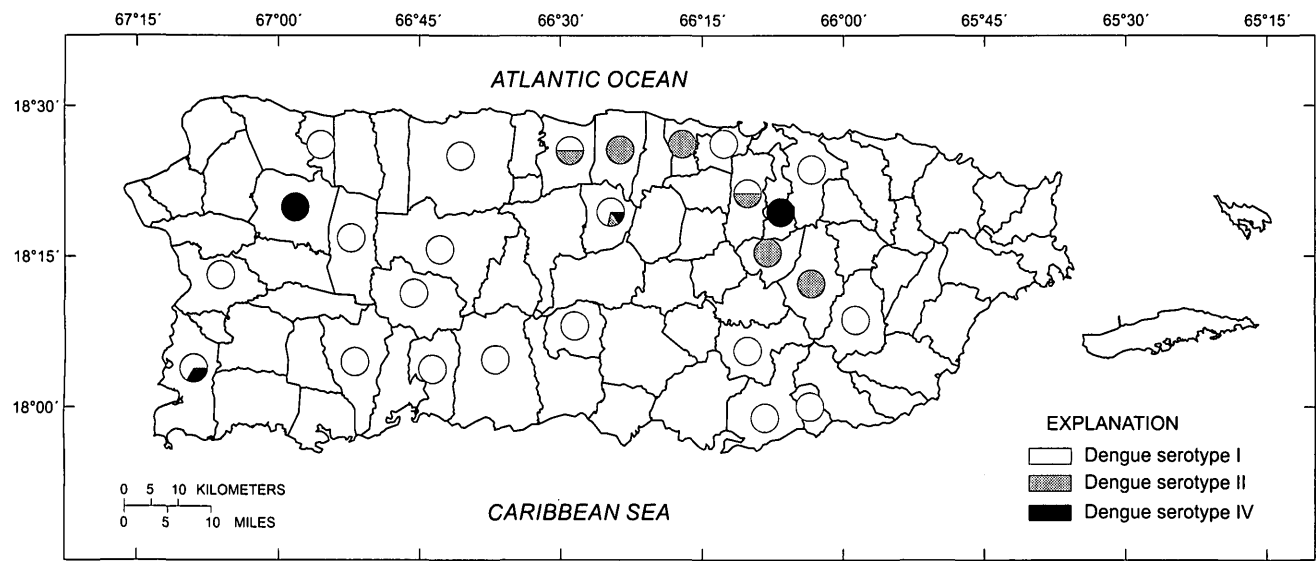 67°15´ 67°00´ 66°45´ 66°30´ 66°15´ 66°00´ 65°45´ 65°30´ 65°15´
ATLANTIC OCEAN
18°30´
18°15´
18°00´
EXPLANATION
Dengue serotype I
Dengue serotype II
Dengue serotype IV
0 5 10 KILOMETERS
0 5 10 MILES
CARIBBEAN SEA